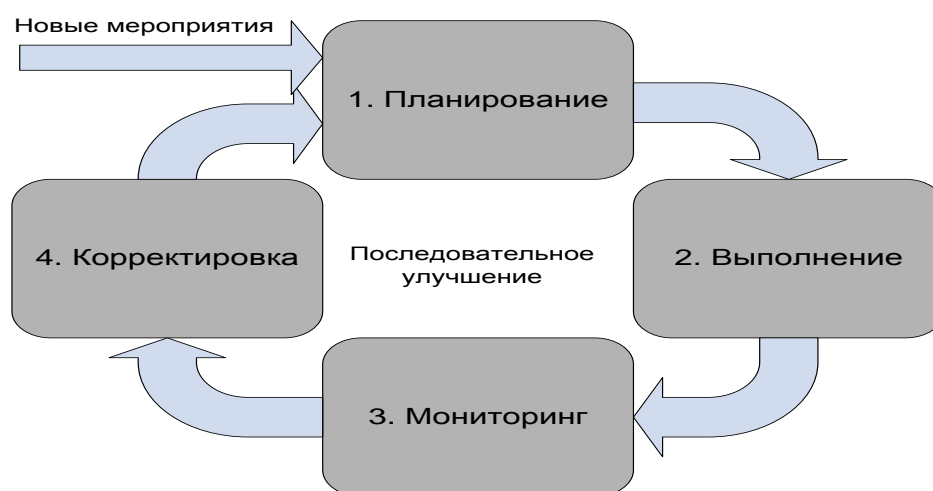 Новые мероприятия
1. Планирование
4. Корректировка
Последовательное
улучшение
2. Выполнение
3. Мониторинг